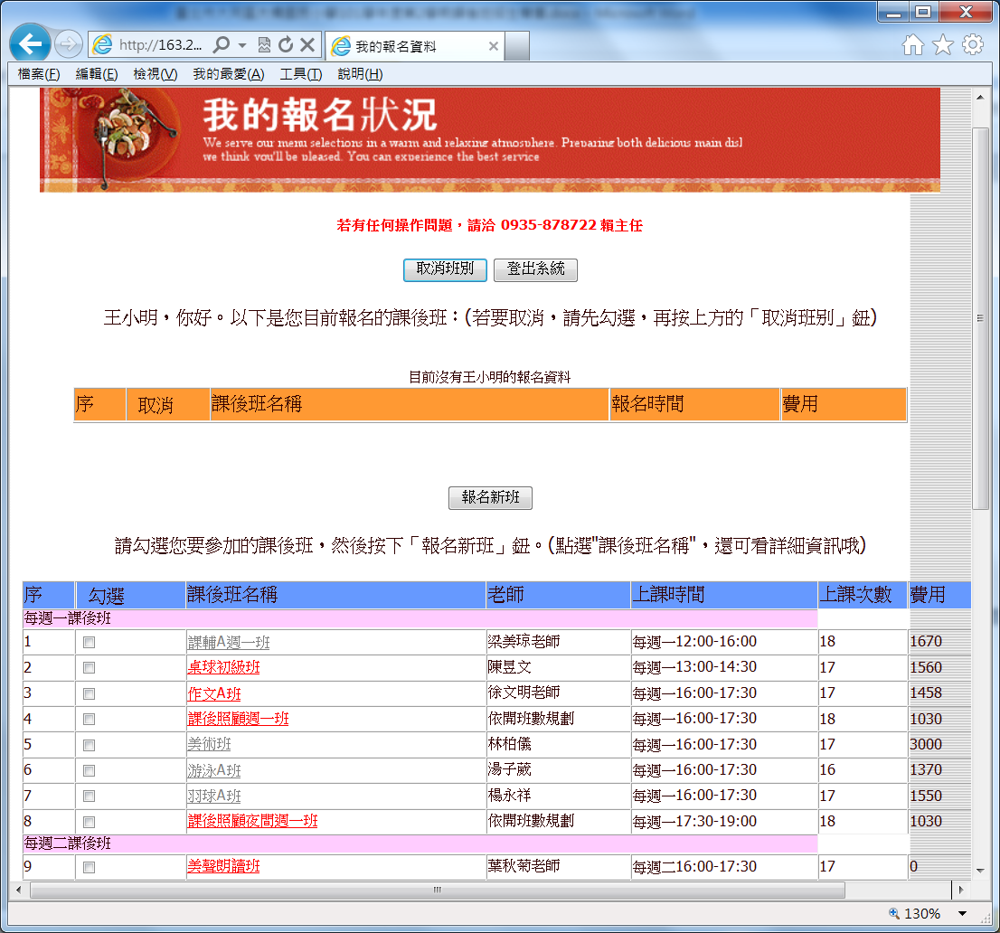 http://163.2...
我的報名資料
檔案(F) 編輯(E) 檢視(V) 我的最愛(A) 工具(T) 說明(H)
我的報名狀況
We serve our menu selections in a warm and relaxing atmosphere. Preparing both delicious main disl
we think you'll be pleased. You can experience the best service
若有任何操作問題，請洽 0935-878722 賴主任
取消班別 登出系統
王小明，你好。以下是您目前報名的課後班：(若要取消，請先勾選，再按上方的「取消班別」鈕)
目前沒有王小明的報名資料
序 取消 課後班名稱 報名時間 費用
報名新班
請勾選您要參加的課後班，然後按下「報名新班」鈕。(點選"課後班名稱"，還可看詳細資訊哦)
序 勾選 課後班名稱 老師 上課時間 上課次數 費用
每週一課後班
1 課輔A週一班 梁美琼老師 每週一12:00-16:00 18 1670
2 桌球初級班 陳昱文 每週一13:00-14:30 17 1560
3 作文A班 徐文明老師 每週一16:00-17:30 17 1458
4 課後照顧週一班 依開班數規劃 每週一16:00-17:30 18 1030
5 美術班 林柏儀 每週一16:00-17:30 17 3000
6 游泳A班 湯子葳 每週一16:00-17:30 16 1370
7 羽球A班 楊永祥 每週一16:00-17:30 17 1550
8 課後照顧夜間週一班 依開班數規劃 每週一17:30-19:00 18 1030
每週二課後班
9 美聲朗讀班 葉秋菊老師 每週二16:00-17:30 17 0
130%